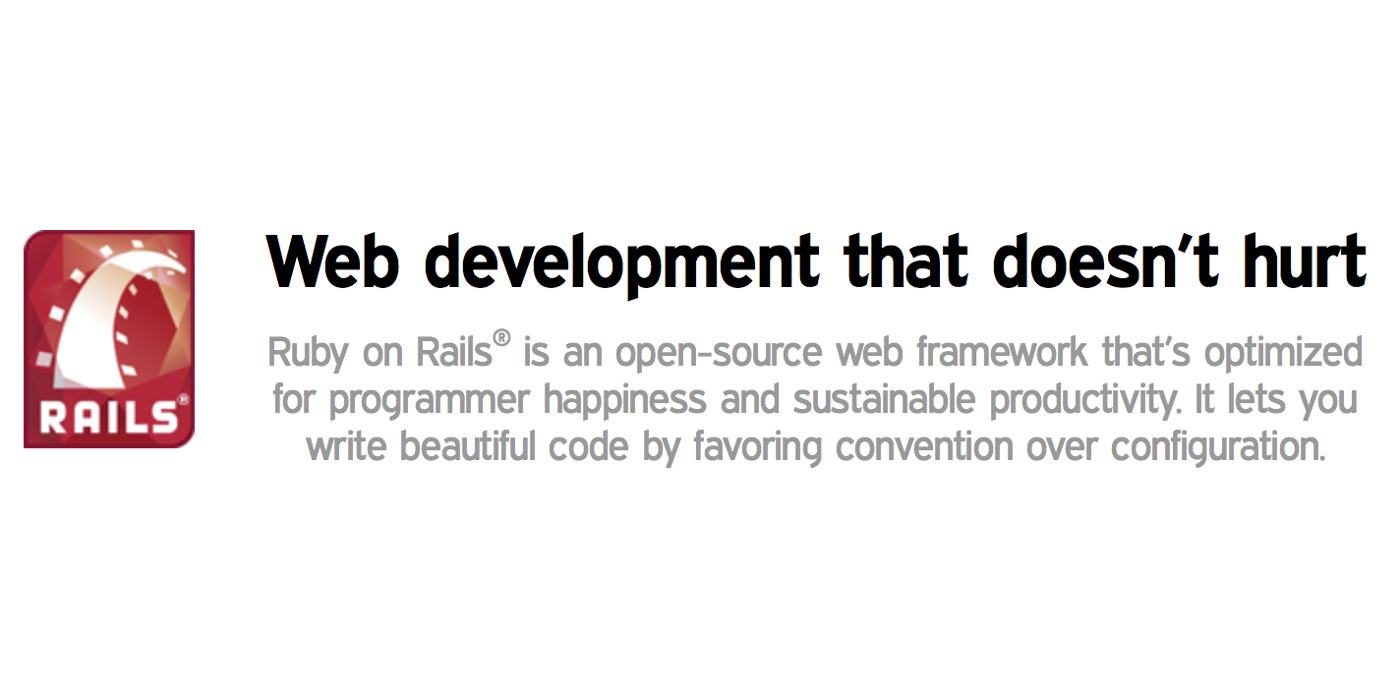 Web development that doesn’t hurt
Ruby on Rails® is an open-source web framework that’s optimized
for programmer happiness and sustainable productivity. It lets you
write beautiful code by favoring convention over configuration.
RAILS®